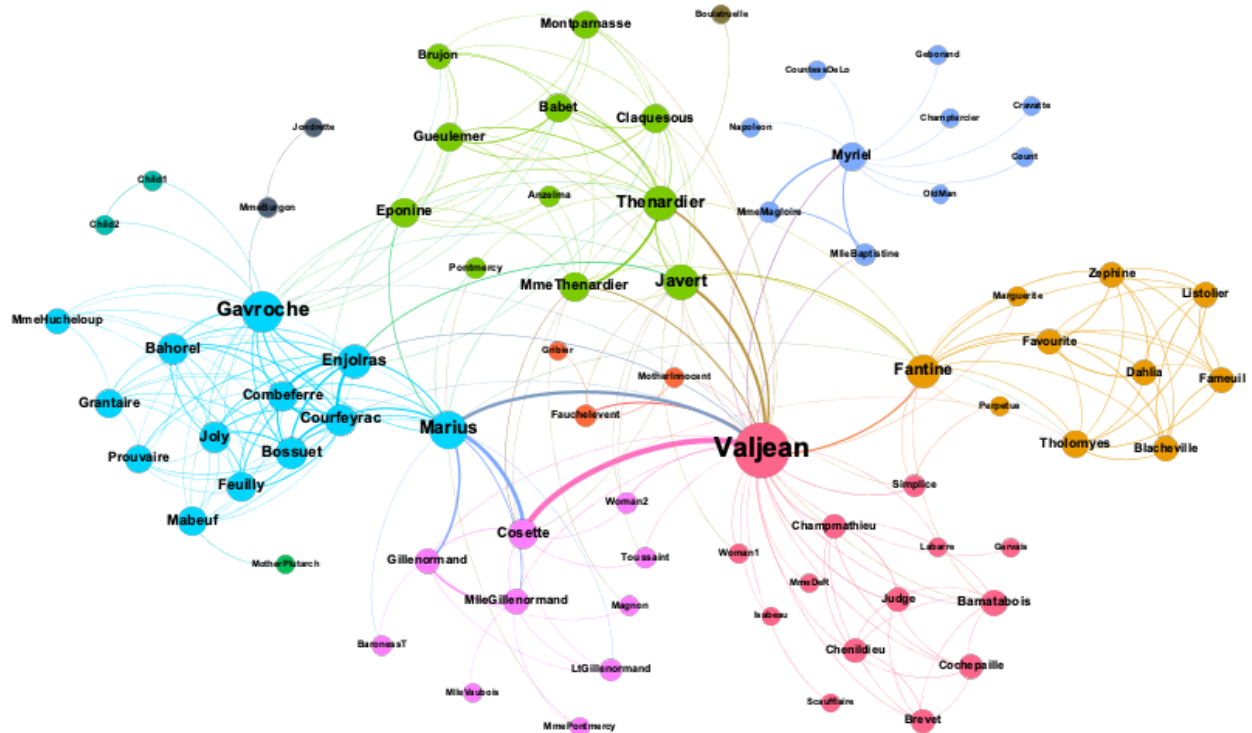 Boulatruelle
Montparnasse
Brujon
Geborand
CountessDeLo
Babet
Cravatte
Claquesous
Champtercier
Napoleon
Jondrette
Gueulemer
Myriel
Count
Child1
Anzelma
OldMan
Thenardier
MmeMagloire
MmeBurgon
Eponine
Child2
MlleBaptistine
Pontmercy
Zephine
MmeThenardier
Javert
Marguerite
Listolier
Gavroche
MmeHucheloup
Favourite
Bahorel
Gribier
Enjolras
Fantine
Dahlia
Fameuil
MotherInnocent
Combeferre
Grantaire
Perpetue
Fauchelevent
Courfeyrac
Marius
Joly
Valjean
Tholomyes
Blacheville
Bossuet
Prouvaire
Feuilly
Simplice
Woman2
Mabeuf
Champmathieu
Cosette
Labarre
Gervais
Woman1
Toussaint
Gillenormand
MotherPlutarch
MmeDeR
MlleGillenormand
Judge
Bamatabois
Magnon
Isabeau
BaronessT
Chenildieu
Cochepaille
LtGillenormand
MlleVaubois
Scaufflaire
Brevet
MmePontmercy